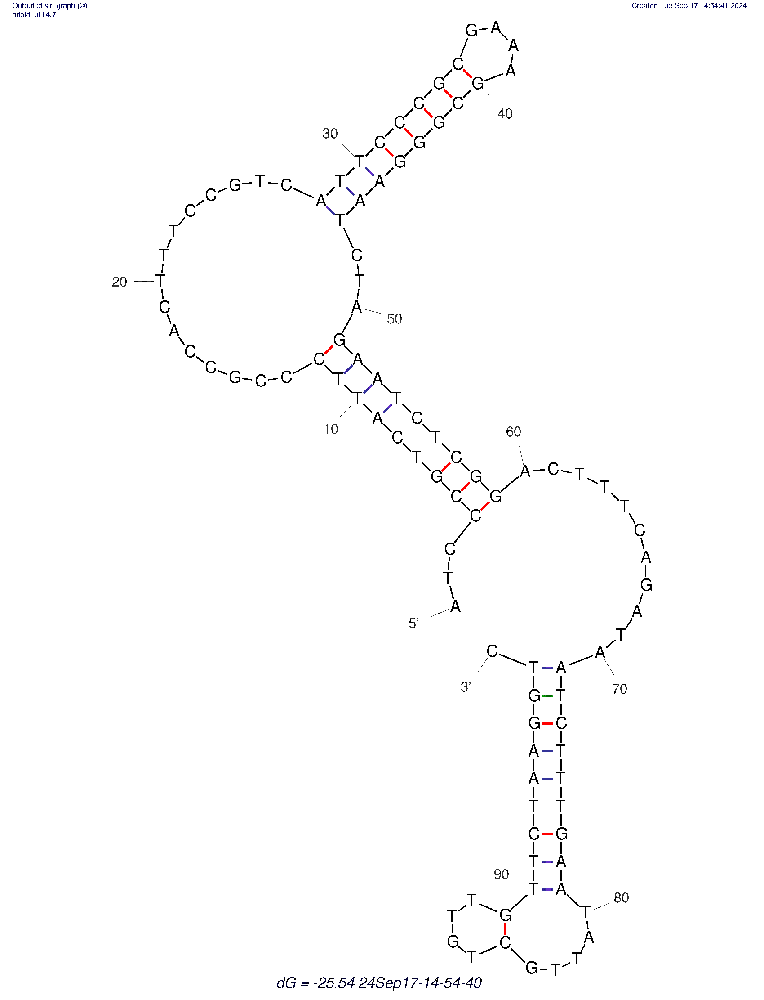 Output of sir_graph (©)
mfold_util 4.7
Created Tue Sep 17 14:54:41 2024
5’
A T C C C G T C A T
10
T C C C G C C A C T
20
T T C C G T C A T T
30
C C C G C G A A A G
40
C G G G A A T C T A
50
G A A T C T C G G A
60
C T T T C A G A T A
70
A T C T T T G A A T
80
A T T G C T G T T G
90
T T C T A A G G T C
3’
dG = -25.54 24Sep17-14-54-40